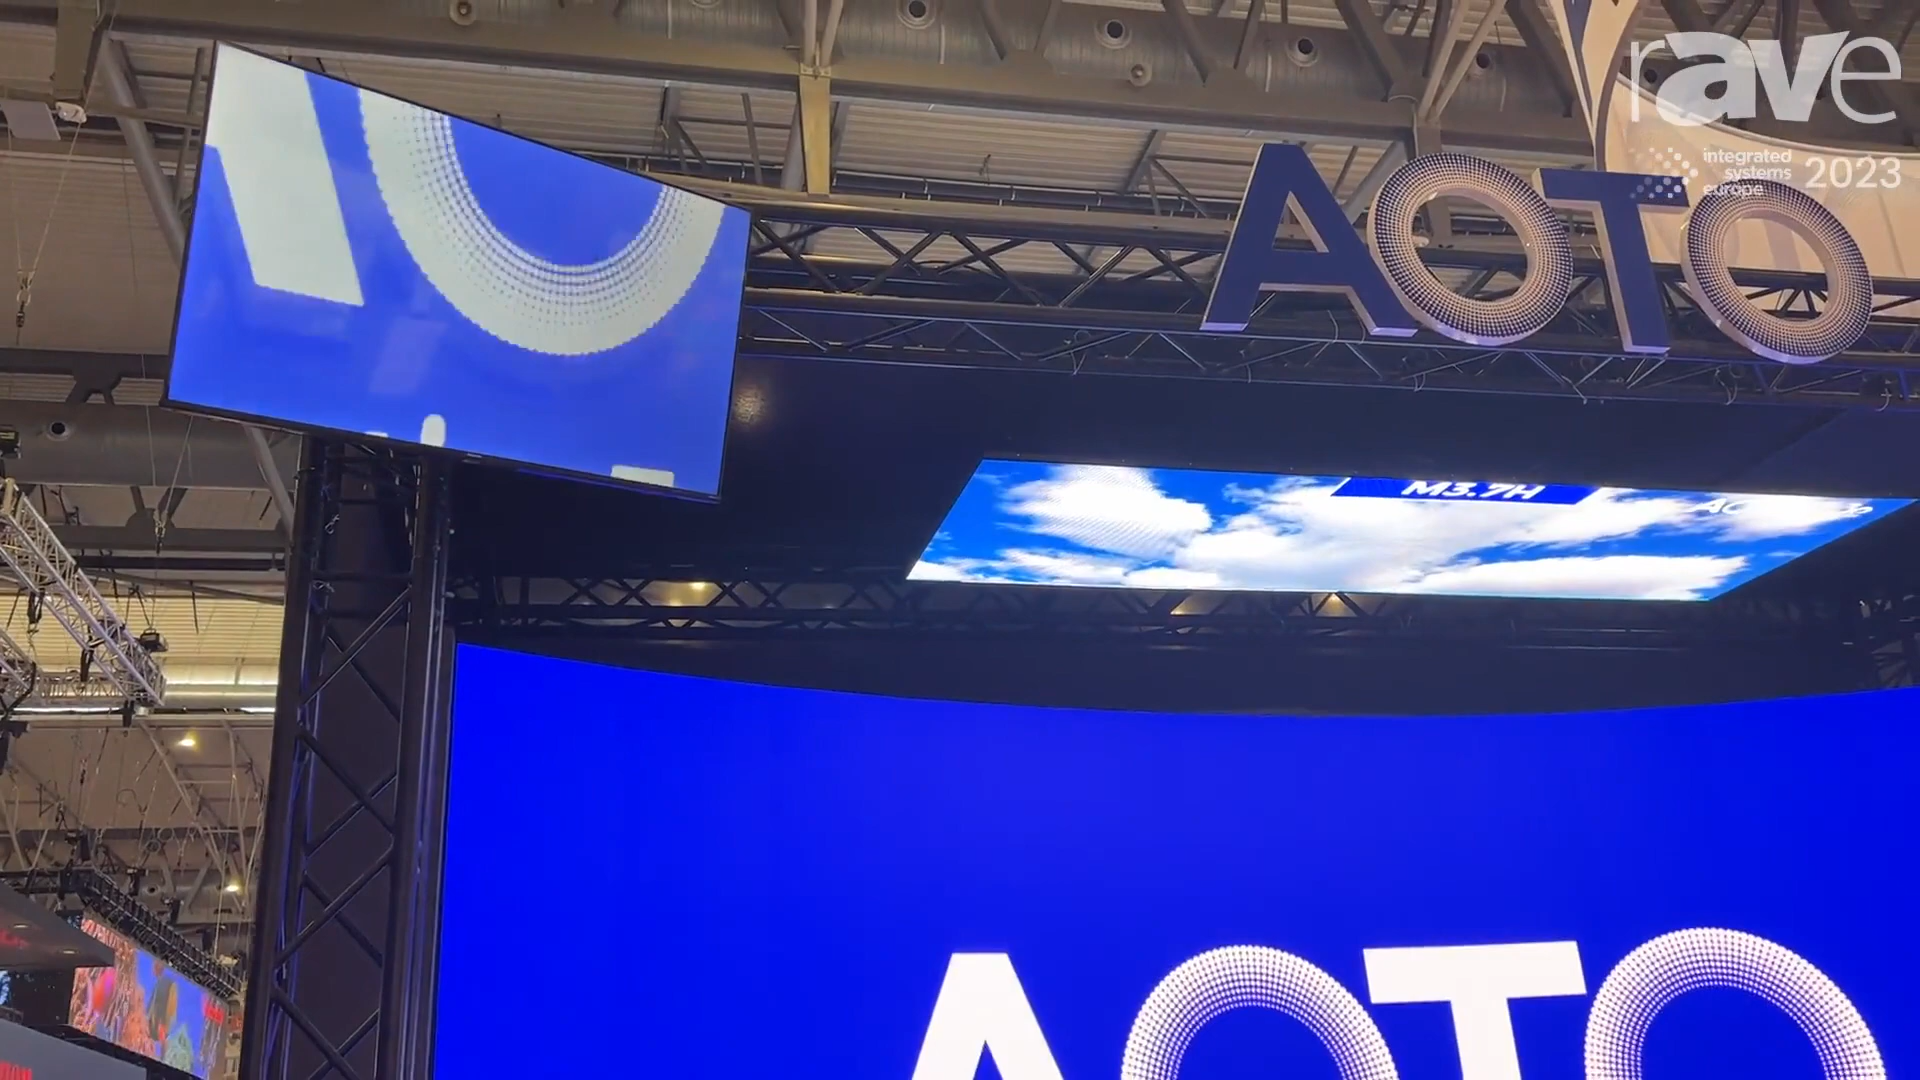 rave
integrated
systems
europe
2023
AOTO
M3.7H
AOTO